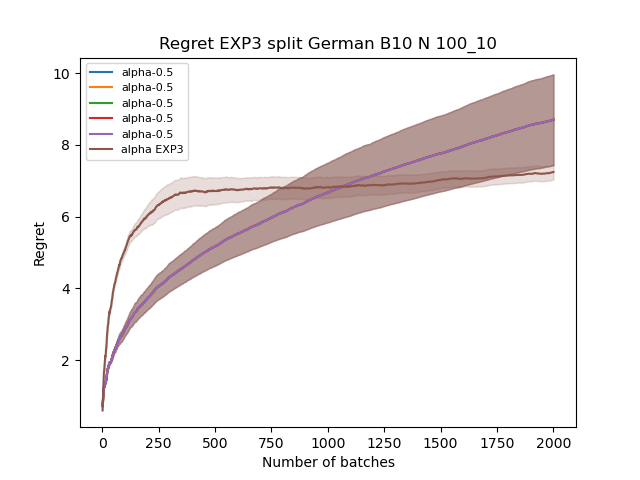 Regret EXP3 split German B10 N 100_10
alpha-0.5
alpha-0.5
alpha-0.5
alpha-0.5
alpha-0.5
alpha EXP3
10
8
6
4
2
Regret
0 250 500 750 1000 1250 1500 1750 2000
Number of batches